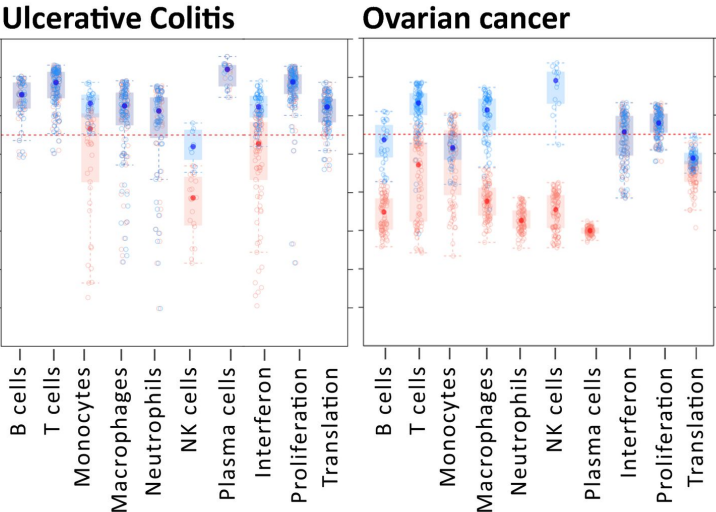 Ulcerative Colitis
Ovarian cancer
B cells
T cells
Monocytes
Macrophages
Neutrophils
NK cells
Plasma cells
Interferon
Proliferation
Translation
B cells
T cells
Monocytes
Macrophages
Neutrophils
NK cells
Plasma cells
Interferon
Proliferation
Translation